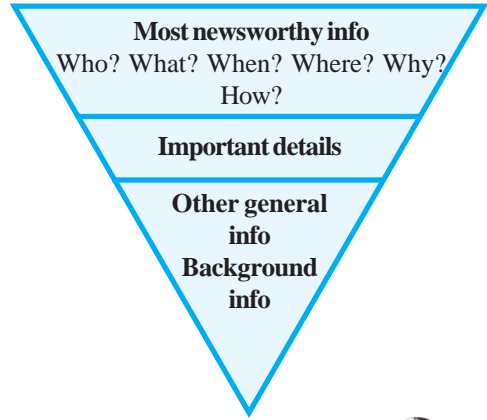 Most newsworthy info
Who? What? When? Where? Why?
How?
Important details
Other general
info
Background
info